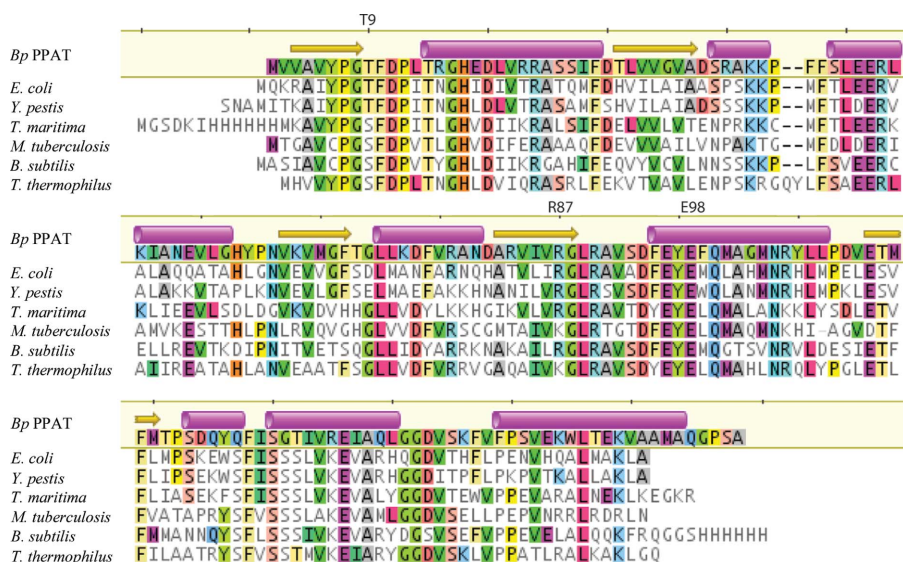 T9
Bp PPAT
MVVAVYPGTFDPLTRGHEDLVRRASSIFDTLVVGVADSRAKKP--FFSLEERL
E. coli MQKRAIYPGTFDPITNGHIDIVTRATQMFDHVILAIAASPSKKP--MFTLEERV
Y. pestis SNAMITKAIYPGTFDPITNGHLDLVTRASAMFSHVILAIADSSSKKP--MFTLDERV
T. maritima MGSDKIHHHHHHMKAVYPGSFDPITLGHVDIIKRALSIFDELVVLVTENPRKKC--MFTLEERK
M. tuberculosis MTGAVCPGSFDPVTLGHVDIFERAAAQFDEVVVAILVNPAKTG--MFDLDERI
B. subtilis MASIAVCPGSFDPVTYGHLDIIKRGAHIFEQVYVCVLNNSSKKP--LFSVEERC
T. thermophilus MHVVYPGSFDPLTNGHLDVIQRASRLFEKVTVAVLENPSKRGQYLFSAEERL
R87 E98
Bp PPAT
KIANEVLGHYPNVKVMGFTGLLKDFVRANDARVIVRGLRAVSDFEYEFQMAGMNRYLLPDVETM
E. coli ALAQQATAHLGNVEVVGFSDLMANFARNQHATVLIRGLRAVADFEYEMQLAHMNRHLMPELESV
Y. pestis ALAKKVTAPLKNVEVLGFSELMAEFAKKHNANILVRGLRSVSDFEYEWQLANMNRHLMPKLESV
T. maritima KLIEEVLSDLDGVKVDVHHGLLVDYLKKHGIKVLVRGLRAVTDYEYELQMALANKKLYSDLETV
M. tuberculosis AMVKESTTHLPNLRVQVGHGLVVDFVRSCGMTAIVKGLRTGTDFEYELQMAQMNKHI-AGVDTF
B. subtilis ELLREVTKDIPNITVETSQGLLIDYARRKNAKAILRGLRAVSDFEYEMQGTSVNRVLDESIETF
T. thermophilus AIIREATAHLANVEAATFSGLLVDFVRRVGAQAIVKGLRAVSDYEYELQMAHLNRQLYPGLETL
Bp PPAT
FMTPSDQYQFISGTIVREIAQLGGDVSKFVFPSVEKWLTEKVAAMAQGPSA
E. coli FLMPSKEWSFISSSLVKEVARHQGDVTHFLPENVHQALMAKLA
Y. pestis FLIPSEKWSFISSSLVKEVARHGGDITPFLPKPVTKALLAKLA
T. maritima FLIASEKFSFISSSLVKEVALYGGDVTEWVPPEVARALNEKLKEGKR
M. tuberculosis FVATAPRYSFVSSSLAKEVAMLGGDVSELLPEPVNRRLRDRLN
B. subtilis FMMANNQYSFLSSSIVKEVARYDGSVSEFVPPEVELALQQKFRQGGSHHHHHH
T. thermophilus FILAATRYSFVSSTMVKEIARYGGDVSKLVPPATLRALKAKLGQ